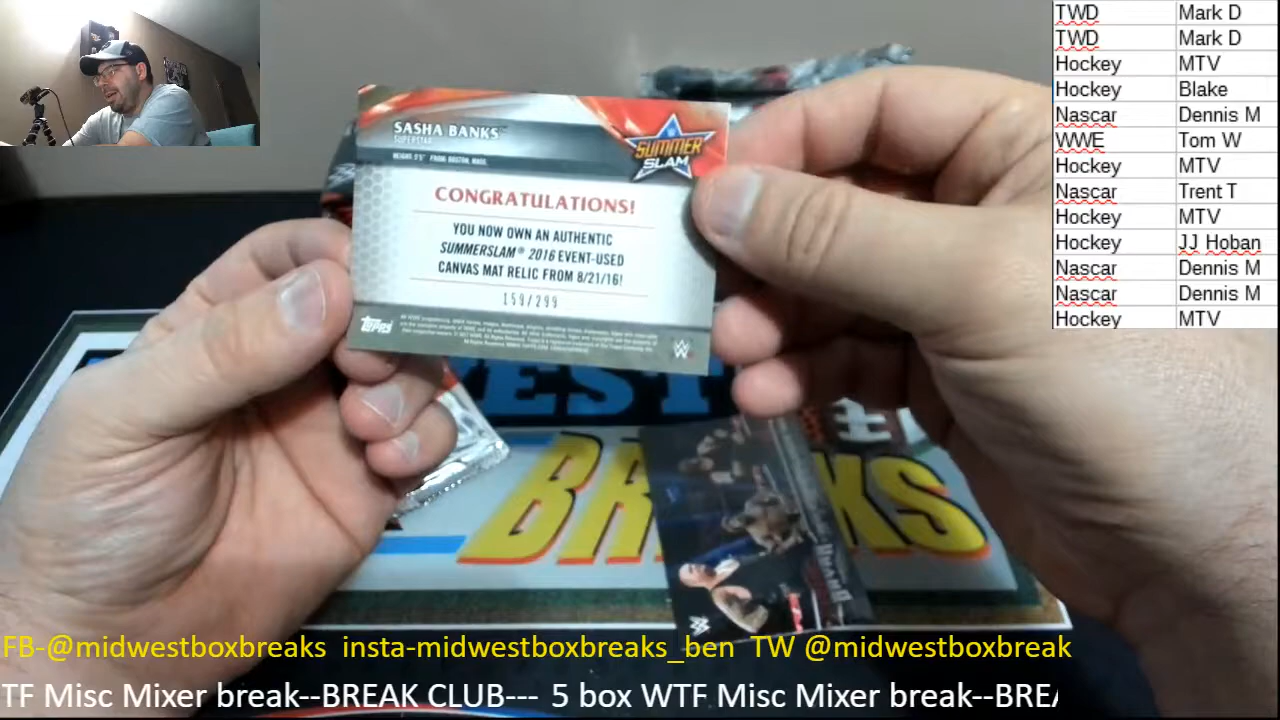 TWD Mark D
TWD Mark D
Hockey MTV
Hockey Blake
Nascar Dennis M
WWE Tom W
Hockey MTV
Nascar Trent T
Hockey MTV
Hockey JJ Hoban
Nascar Dennis M
Nascar Dennis M
Hockey MTV
SASHA BANKS
SUPERSTAR
SUMMER
SLAM
CONGRATULATIONS!
YOU NOW OWN AN AUTHENTIC
SUMMERSLAM® 2016 EVENT-USED
CANVAS MAT RELIC FROM 8/21/16!
159/299
TOPPS
FB-@midwestboxbreaks insta-midwestboxbreaks_ben TW @midwestboxbreak
TF Misc Mixer break--BREAK CLUB--- 5 box WTF Misc Mixer break--BREA